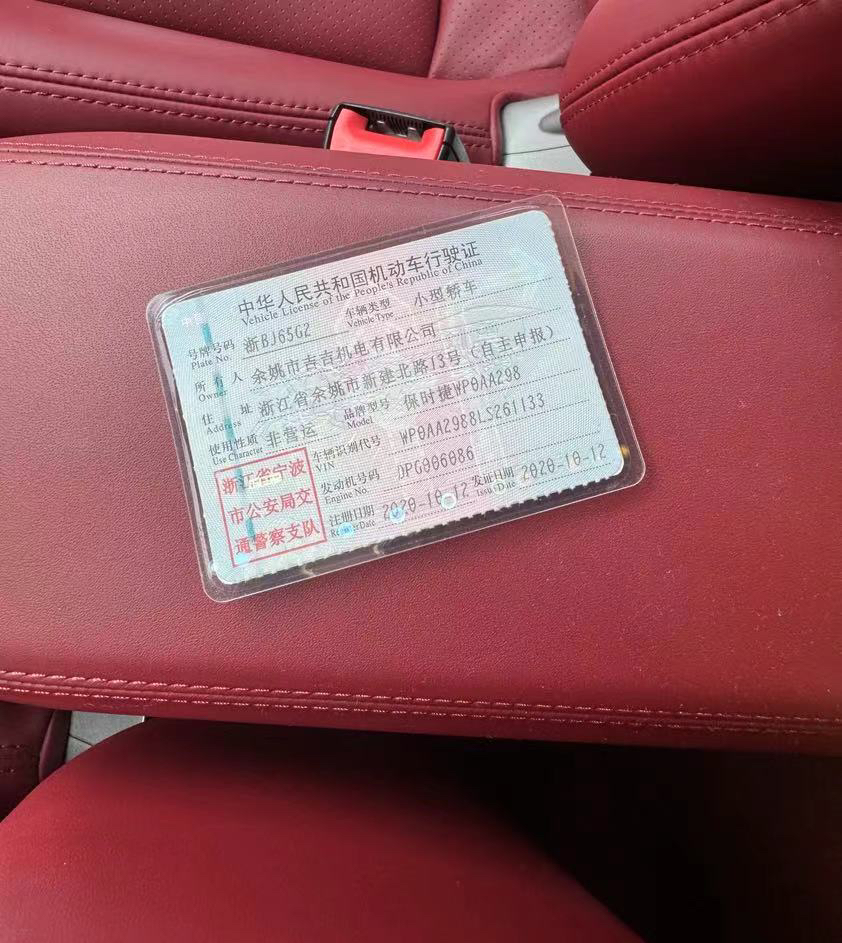 中华人民共和国机动车行驶证
Vehicle License of the People's Republic of China
号牌号码 浙BJ65G2 车辆类型 小型轿车
Plate No. Vehicle Type
所有人 余姚市吉吉机电有限公司
Owner
住址 浙江省余姚市新建北路13号（自主申报）
Address
使用性质 非营运 品牌型号 保时捷WP0AA298
Use Character Model
车辆识别代号 WP0AA2988LS261133
VIN
发动机号码 DPG006086
Engine No.
注册日期 2020-10-12 发证日期 2020-10-12
Register Date Issue Date
浙江省宁波
市公安局交
通警察支队